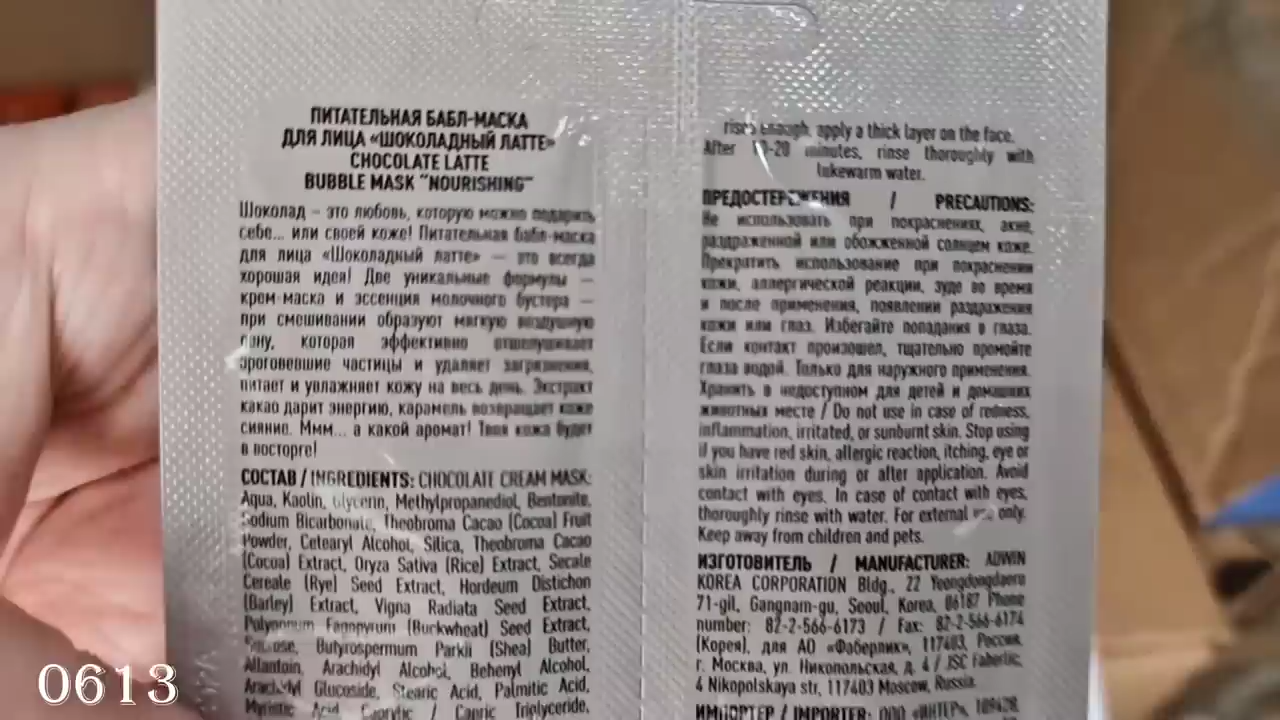 ПИТАТЕЛЬНАЯ БАБЛ-МАСКА
ДЛЯ ЛИЦА «ШОКОЛАДНЫЙ ЛАТТЕ»
CHOCOLATE LATTE
BUBBLE MASK "NOURISHING"
Шоколад – это любовь, которую можно подарить
себе... или своей коже! Питательная бабл-маска
для лица «Шоколадный латте» – это всегда
хорошая идея! Две уникальные формулы –
крем-маска и эссенция молочного бустера –
при смешивании образуют мягкую воздушную
пену, которая эффективно отшелушивает
ороговевшие частицы и удаляет загрязнения,
питает и увлажняет кожу на весь день. Экстракт
какао дарит энергию, карамель возвращает коже
сияние. Ммм... а какой аромат! Твоя кожа будет
в восторге!
СОСТАВ / INGREDIENTS: CHOCOLATE CREAM MASK:
Aqua, Kaolin, Glycerin, Methylpropanediol, Bentonite,
Sodium Bicarbonate, Theobroma Cacao (Cocoa) Fruit
Powder, Cetearyl Alcohol, Silica, Theobroma Cacao
(Cocoa) Extract, Oryza Sativa (Rice) Extract, Secale
Cereale (Rye) Seed Extract, Hordeum Distichon
(Barley) Extract, Vigna Radiata Seed Extract,
Polygonum Fagopyrum (Buckwheat) Seed Extract,
Butyrospermum Parkii (Shea) Butter,
Allantoin, Arachidyl Alcohol, Behenyl Alcohol,
Arachidyl Glucoside, Stearic Acid, Palmitic Acid,
Myristic Acid Caprylic / Capric Triglyceride,
enough, apply a thick layer on the face.
After minutes, rinse thoroughly with
lukewarm water.
ПРЕДОСТЕРЕЖЕНИЯ / PRECAUTIONS:
Не использовать при покраснениях, акне,
раздраженной или обожженной солнцем коже.
Прекратить использование при покраснении
кожи, аллергической реакции, зуде во время
и после применения, появлении раздражения
кожи или глаз. Избегайте попадания в глаза.
Если контакт произошел, тщательно промойте
глаза водой. Только для наружного применения.
Хранить в недоступном для детей и домашних
животных месте / Do not use in case of redness,
inflammation, irritated, or sunburnt skin. Stop using
if you have red skin, allergic reaction, itching, eye or
skin irritation during or after application. Avoid
contact with eyes. In case of contact with eyes,
thoroughly rinse with water. For external use only.
Keep away from children and pets.
ИЗГОТОВИТЕЛЬ / MANUFACTURER: ADWIN
KOREA CORPORATION Bldg., 22 Yeongdongdaero
71-gil, Gangnam-gu, Seoul, Korea, 06187 Phone
number: 82-2-566-6173 / Fax: 82-2-566-6174
(Корея), для АО «Фаберлик», 117403, Россия,
г. Москва, ул. Никопольская, д. 4 / JSC Faberlic,
4 Nikopolskaya str, 117403 Moscow, Russia.
ИМПОРТЕР / IMPORTER: ООО «ИНТЕР», 109428,
0613